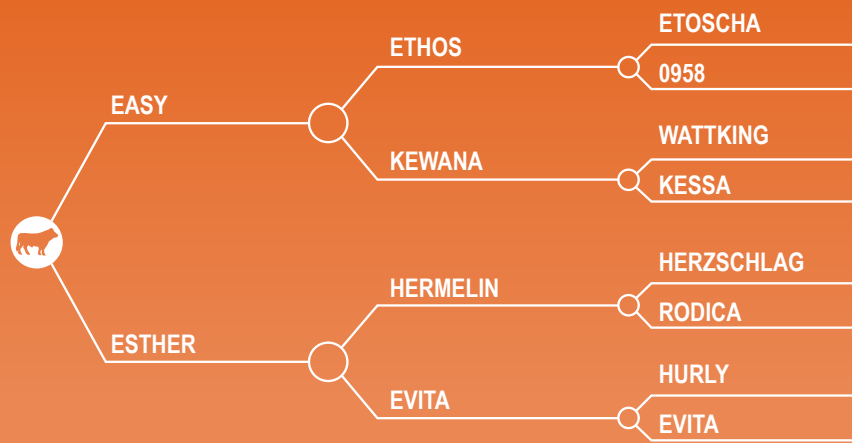 ETOSCHA
ETHOS
0958
EASY
WATTKING
KEWANA
KESSA
HERZSCHLAG
HERMELIN
RODICA
ESTHER
HURLY
EVITA
EVITA